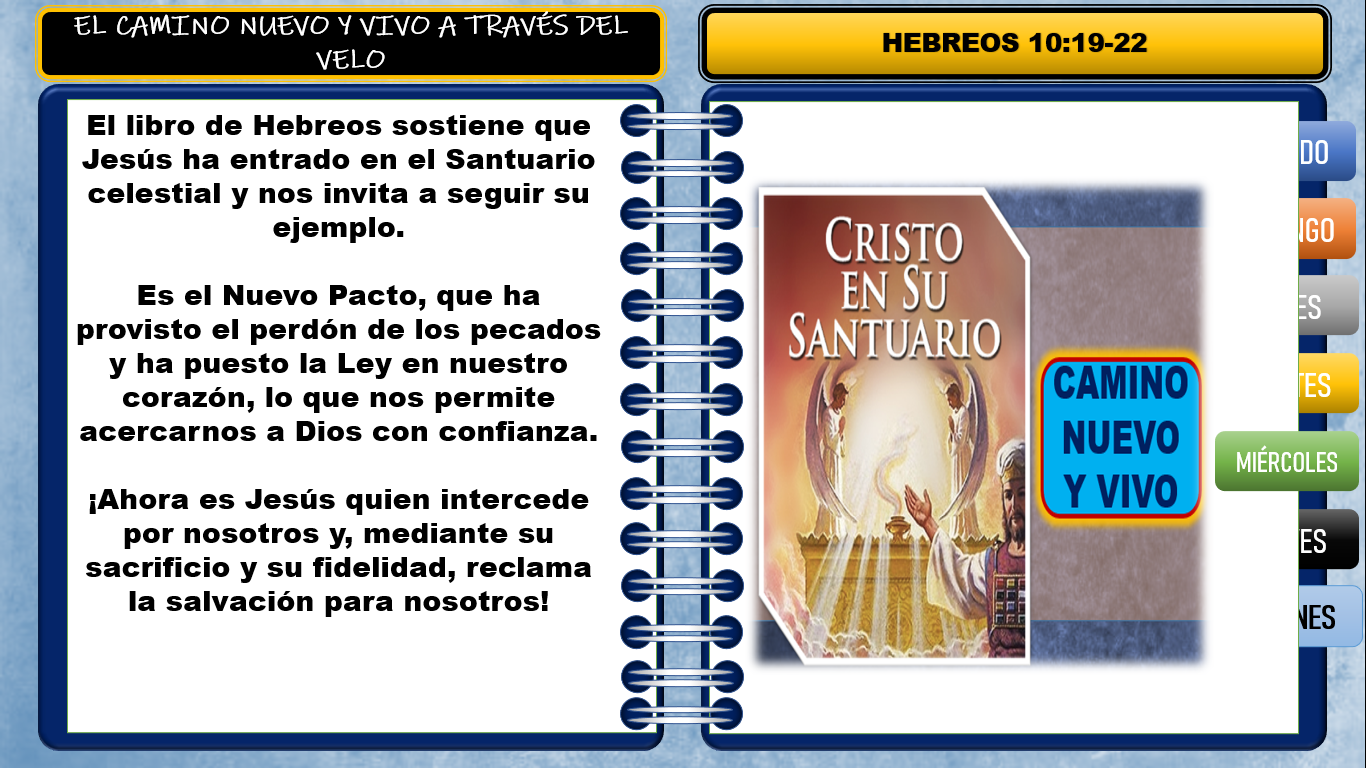 EL CAMINO NUEVO Y VIVO A TRAVÉS DEL
VELO
HEBREOS 10:19-22
El libro de Hebreos sostiene que
Jesús ha entrado en el Santuario
celestial y nos invita a seguir su
ejemplo.
Es el Nuevo Pacto, que ha
provisto el perdón de los pecados
y ha puesto la Ley en nuestro
corazón, lo que nos permite
acercarnos a Dios con confianza.
¡Ahora es Jesús quien intercede
por nosotros y, mediante su
sacrificio y su fidelidad, reclama
la salvación para nosotros!
CRISTO
EN SU
SANTUARIO
CAMINO
NUEVO
Y VIVO
DO
NGO
ES
TES
MIÉRCOLES
ES
NES